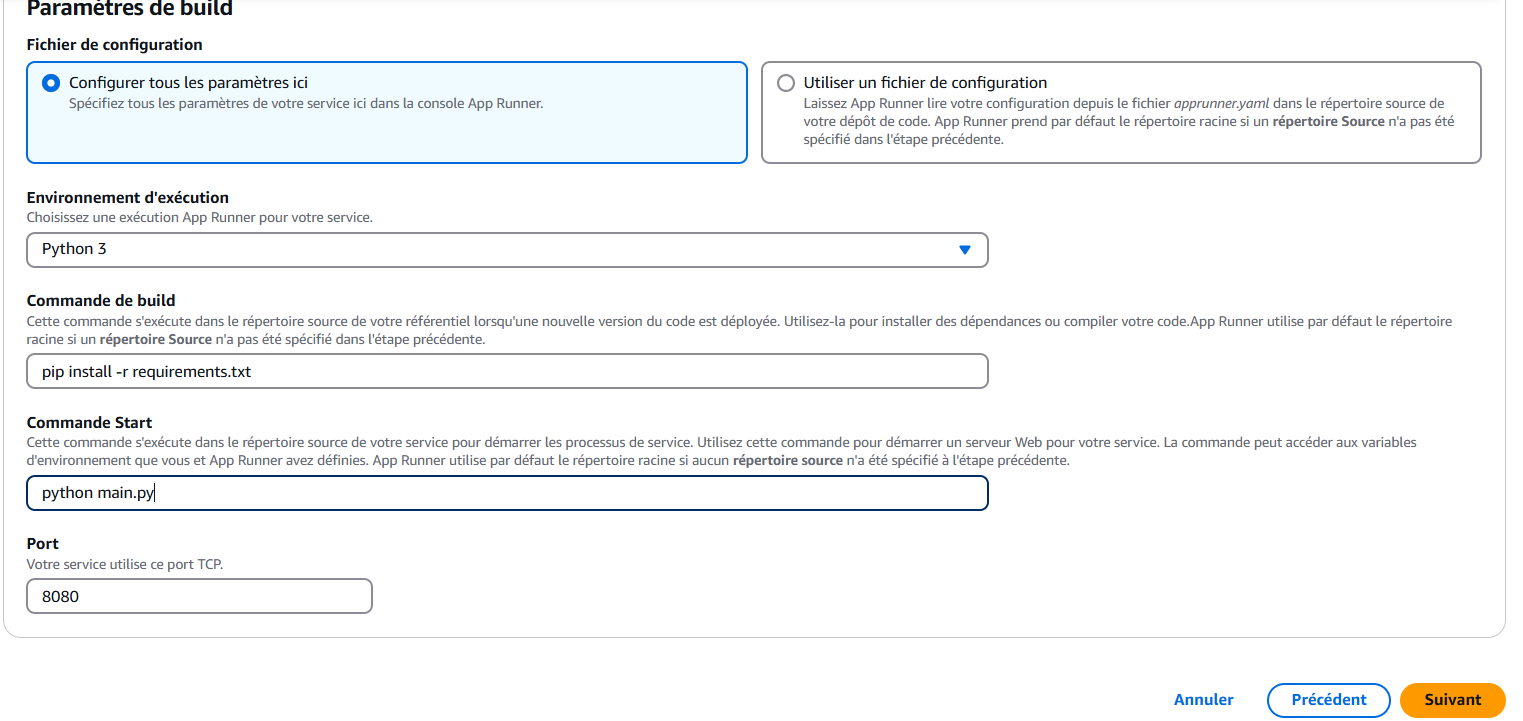 Paramètres de build
Fichier de configuration
Configurer tous les paramètres ici
Spécifiez tous les paramètres de votre service ici dans la console App Runner.
Utiliser un fichier de configuration
Laissez App Runner lire votre configuration depuis le fichier apprunner.yaml dans le répertoire source de
votre dépôt de code. App Runner prend par défaut le répertoire racine si un répertoire Source n'a pas été
spécifié dans l'étape précédente.
Environnement d'exécution
Choisissez une exécution App Runner pour votre service.
Python 3
Commande de build
Cette commande s'exécute dans le répertoire source de votre référentiel lorsqu'une nouvelle version du code est déployée. Utilisez-la pour installer des dépendances ou compiler votre code.App Runner utilise par défaut le répertoire
racine si un répertoire Source n'a pas été spécifié dans l'étape précédente.
pip install -r requirements.txt
Commande Start
Cette commande s'exécute dans le répertoire source de votre service pour démarrer les processus de service. Utilisez cette commande pour démarrer un serveur Web pour votre service. La commande peut accéder aux variables
d'environnement que vous et App Runner avez définies. App Runner utilise par défaut le répertoire racine si aucun répertoire source n'a été spécifié à l'étape précédente.
python main.py
Port
Votre service utilise ce port TCP.
8080
Annuler
Précédent
Suivant